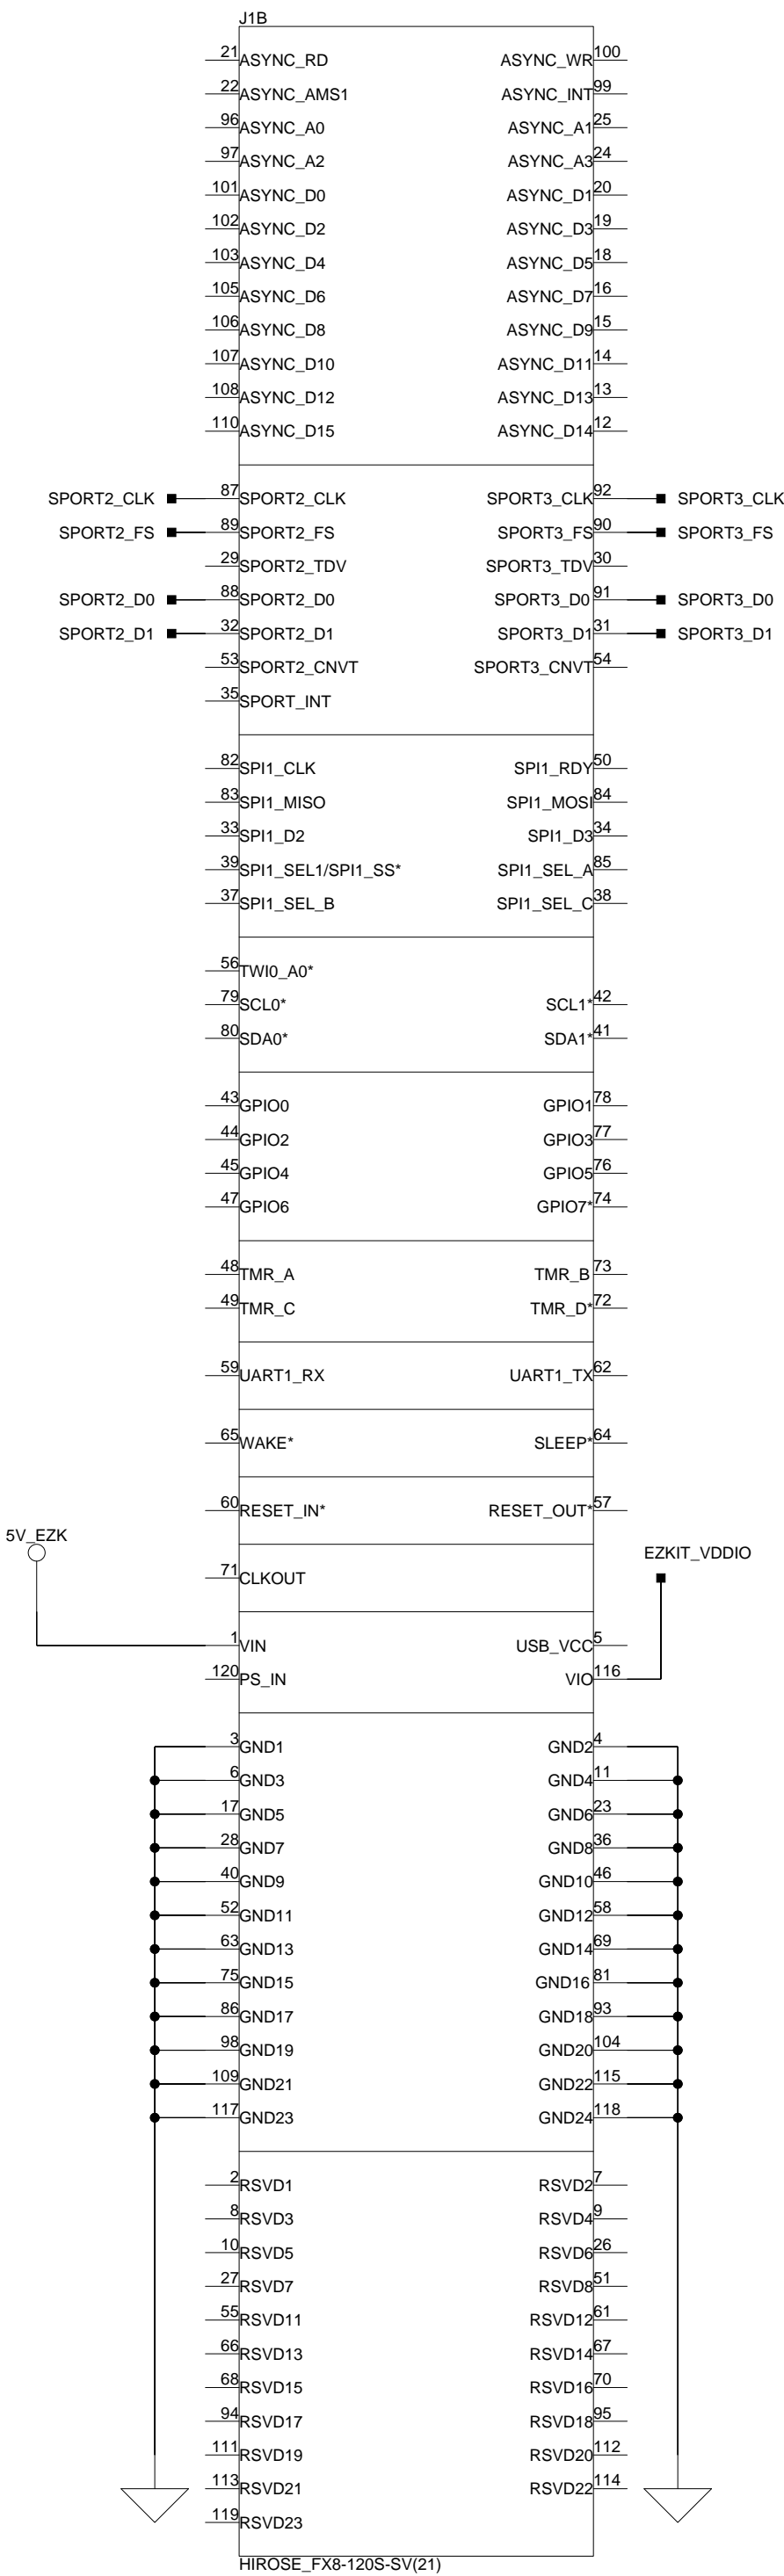 J1B
21 ASYNC_RD ASYNC_WR 100
22 ASYNC_AMS1 ASYNC_INT 99
96 ASYNC_A0 ASYNC_A1 25
97 ASYNC_A2 ASYNC_A3 24
101 ASYNC_D0 ASYNC_D1 20
102 ASYNC_D2 ASYNC_D3 19
103 ASYNC_D4 ASYNC_D5 18
105 ASYNC_D6 ASYNC_D7 16
106 ASYNC_D8 ASYNC_D9 15
107 ASYNC_D10 ASYNC_D11 14
108 ASYNC_D12 ASYNC_D13 13
110 ASYNC_D15 ASYNC_D14 12
SPORT2_CLK 87 SPORT2_CLK SPORT3_CLK 92 SPORT3_CLK
SPORT2_FS 89 SPORT2_FS SPORT3_FS 90 SPORT3_FS
29 SPORT2_TDV SPORT3_TDV 30
SPORT2_D0 88 SPORT2_D0 SPORT3_D0 91 SPORT3_D0
SPORT2_D1 32 SPORT2_D1 SPORT3_D1 31 SPORT3_D1
53 SPORT2_CNVT SPORT3_CNVT 54
35 SPORT_INT
82 SPI1_CLK SPI1_RDY 50
83 SPI1_MISO SPI1_MOSI 84
33 SPI1_D2 SPI1_D3 34
39 SPI1_SEL1/SPI1_SS* SPI1_SEL_A 85
37 SPI1_SEL_B SPI1_SEL_C 38
56 TWI0_A0*
79 SCL0* SCL1* 42
80 SDA0* SDA1* 41
43 GPIO0 GPIO1 78
44 GPIO2 GPIO3 77
45 GPIO4 GPIO5 76
47 GPIO6 GPIO7* 74
48 TMR_A TMR_B 73
49 TMR_C TMR_D* 72
59 UART1_RX UART1_TX 62
65 WAKE* SLEEP* 64
60 RESET_IN* RESET_OUT* 57
5V_EZK
EZKIT_VDDIO
71 CLKOUT
1 VIN USB_VCC 5
120 PS_IN VIO 116
3 GND1 GND2 4
6 GND3 GND4 11
17 GND5 GND6 23
28 GND7 GND8 36
40 GND9 GND10 46
52 GND11 GND12 58
63 GND13 GND14 69
75 GND15 GND16 81
86 GND17 GND18 93
98 GND19 GND20 104
109 GND21 GND22 115
117 GND23 GND24 118
2 RSVD1 RSVD2 7
8 RSVD3 RSVD4 9
10 RSVD5 RSVD6 26
27 RSVD7 RSVD8 51
55 RSVD11 RSVD12 61
66 RSVD13 RSVD14 67
68 RSVD15 RSVD16 70
94 RSVD17 RSVD18 95
111 RSVD19 RSVD20 112
113 RSVD21 RSVD22 114
119 RSVD23
HIROSE_FX8-120S-SV(21)